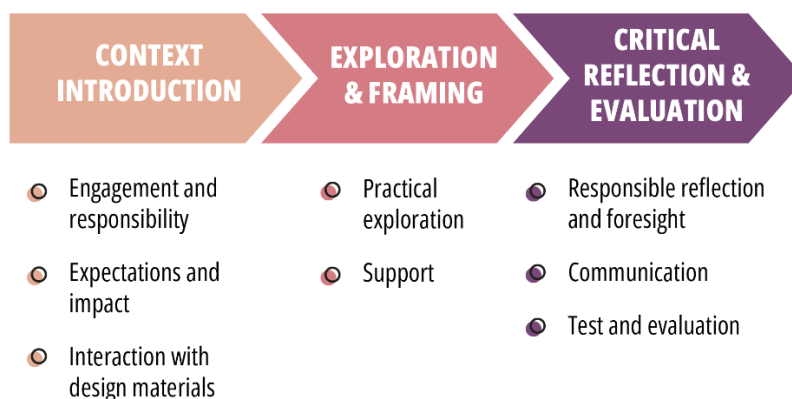 CONTEXT
INTRODUCTION
EXPLORATION
& FRAMING
CRITICAL
REFLECTION &
EVALUATION
Engagement and
responsibility
Expectations and
impact
Interaction with
design materials
Practical
exploration
Support
Responsible reflection
and foresight
Communication
Test and evaluation